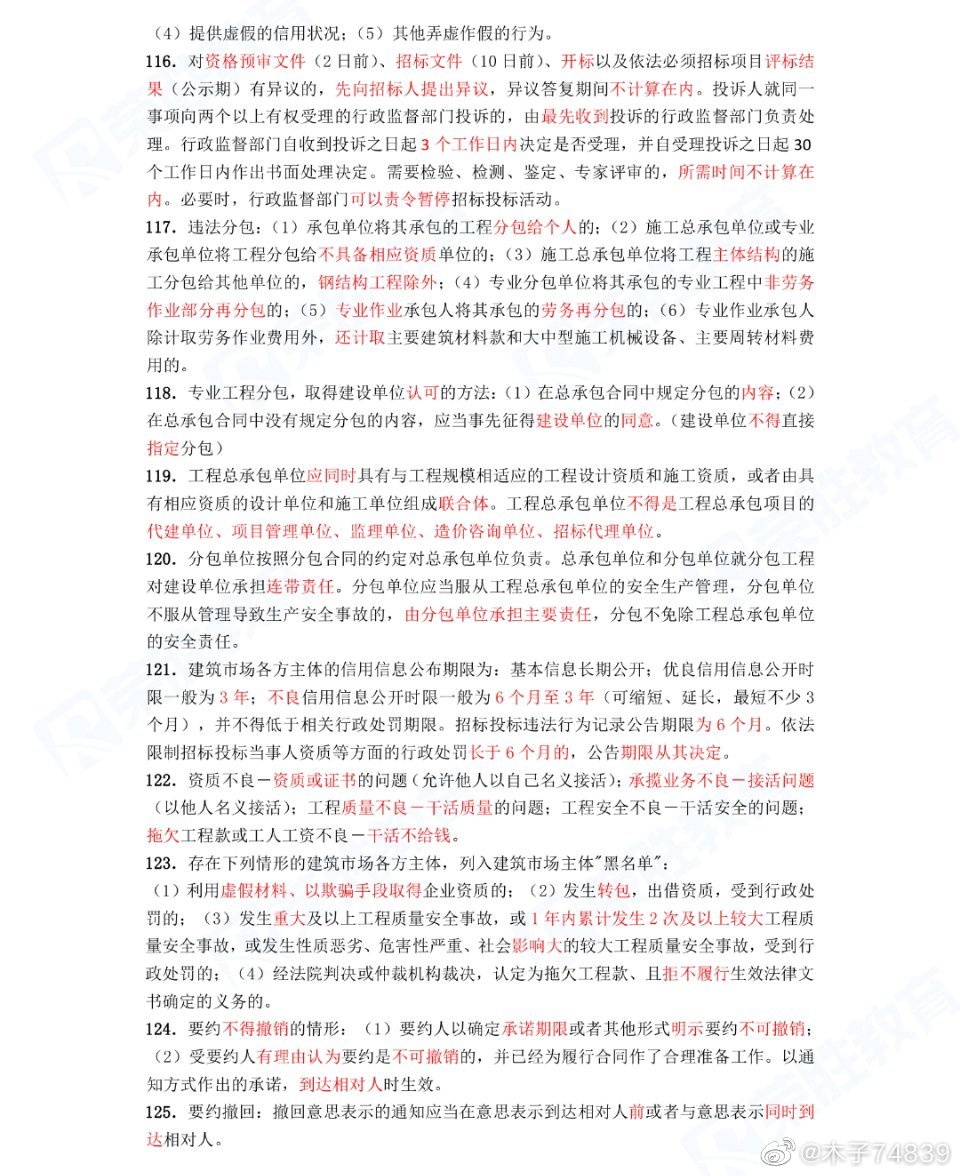 （4）提供虚假的信用状况；（5）其他弄虚作假的行为。
116．对资格预审文件（2 日前）、招标文件（10 日前）、开标以及依法必须招标项目评标结
果（公示期）有异议的，先向招标人提出异议，异议答复期间不计算在内。投诉人就同一
事项向两个以上有权受理的行政监督部门投诉的，由最先收到投诉的行政监督部门负责处
理。行政监督部门自收到投诉之日起 3 个工作日内决定是否受理，并自受理投诉之日起 30
个工作日内作出书面处理决定。需要检验、检测、鉴定、专家评审的，所需时间不计算在
内。必要时，行政监督部门可以责令暂停招标投标活动。
117．违法分包：（1）承包单位将其承包的工程分包给个人的；（2）施工总承包单位或专业
承包单位将工程分包给不具备相应资质单位的；（3）施工总承包单位将工程主体结构的施
工分包给其他单位的，钢结构工程除外；（4）专业分包单位将其承包的专业工程中非劳务
作业部分再分包的；（5）专业作业承包人将其承包的劳务再分包的；（6）专业作业承包人
除计取劳务作业费用外，还计取主要建筑材料款和大中型施工机械设备、主要周转材料费
用的。
118．专业工程分包，取得建设单位认可的方法：（1）在总承包合同中规定分包的内容；（2）
在总承包合同中没有规定分包的内容，应当事先征得建设单位的同意。（建设单位不得直接
指定分包）
119．工程总承包单位应同时具有与工程规模相适应的工程设计资质和施工资质，或者由具
有相应资质的设计单位和施工单位组成联合体。工程总承包单位不得是工程总承包项目的
代建单位、项目管理单位、监理单位、造价咨询单位、招标代理单位。
120．分包单位按照分包合同的约定对总承包单位负责。总承包单位和分包单位就分包工程
对建设单位承担连带责任。分包单位应当服从工程总承包单位的安全生产管理，分包单位
不服从管理导致生产安全事故的，由分包单位承担主要责任，分包不免除工程总承包单位
的安全责任。
121．建筑市场各方主体的信用信息公布期限为：基本信息长期公开；优良信用信息公开时
限一般为 3 年；不良信用信息公开时限一般为 6 个月至 3 年（可缩短、延长，最短不少 3
个月），并不得低于相关行政处罚期限。招标投标违法行为记录公告期限为 6 个月。依法
限制招标投标当事人资质等方面的行政处罚长于 6 个月的，公告期限从其决定。
122．资质不良－资质或证书的问题（允许他人以自己名义接活）；承揽业务不良－接活问题
（以他人名义接活）；工程质量不良－干活质量的问题；工程安全不良－干活安全的问题；
拖欠工程款或工人工资不良－干活不给钱。
123．存在下列情形的建筑市场各方主体，列入建筑市场主体"黑名单"：
（1）利用虚假材料、以欺骗手段取得企业资质的；（2）发生转包，出借资质，受到行政处
罚的；（3）发生重大及以上工程质量安全事故，或 1 年内累计发生 2 次及以上较大工程质
量安全事故，或发生性质恶劣、危害性严重、社会影响大的较大工程质量安全事故，受到行
政处罚的；（4）经法院判决或仲裁机构裁决，认定为拖欠工程款、且拒不履行生效法律文
书确定的义务的。
124．要约不得撤销的情形：（1）要约人以确定承诺期限或者其他形式明示要约不可撤销；
（2）受要约人有理由认为要约是不可撤销的，并已经为履行合同作了合理准备工作。以通
知方式作出的承诺，到达相对人时生效。
125．要约撤回：撤回意思表示的通知应当在意思表示到达相对人前或者与意思表示同时到
达相对人。
@木子74839